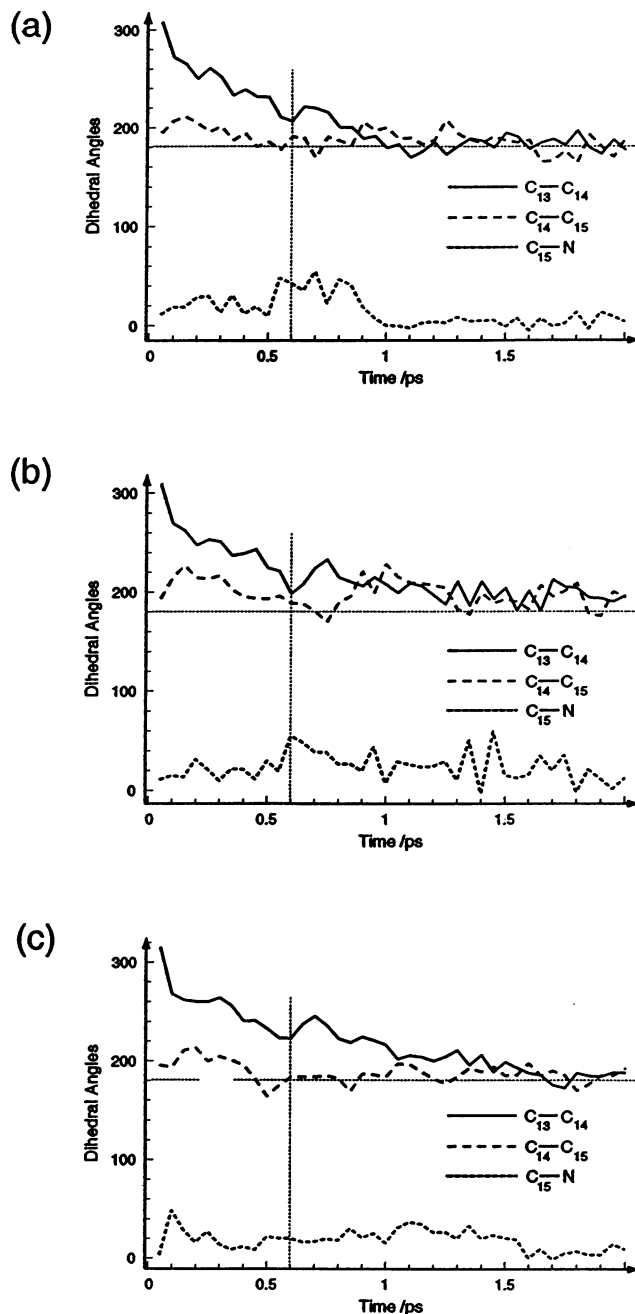 (a)
300
200
100
0
Dihedral Angles
C13—C14
C14—C15
C15—N
0 0.5 1 1.5
Time /ps
(b)
300
200
100
0
Dihedral Angles
C13—C14
C14—C15
C15—N
0 0.5 1 1.5
Time /ps
(c)
300
200
100
0
Dihedral Angles
C13—C14
C14—C15
C15—N
0 0.5 1 1.5
Time /ps